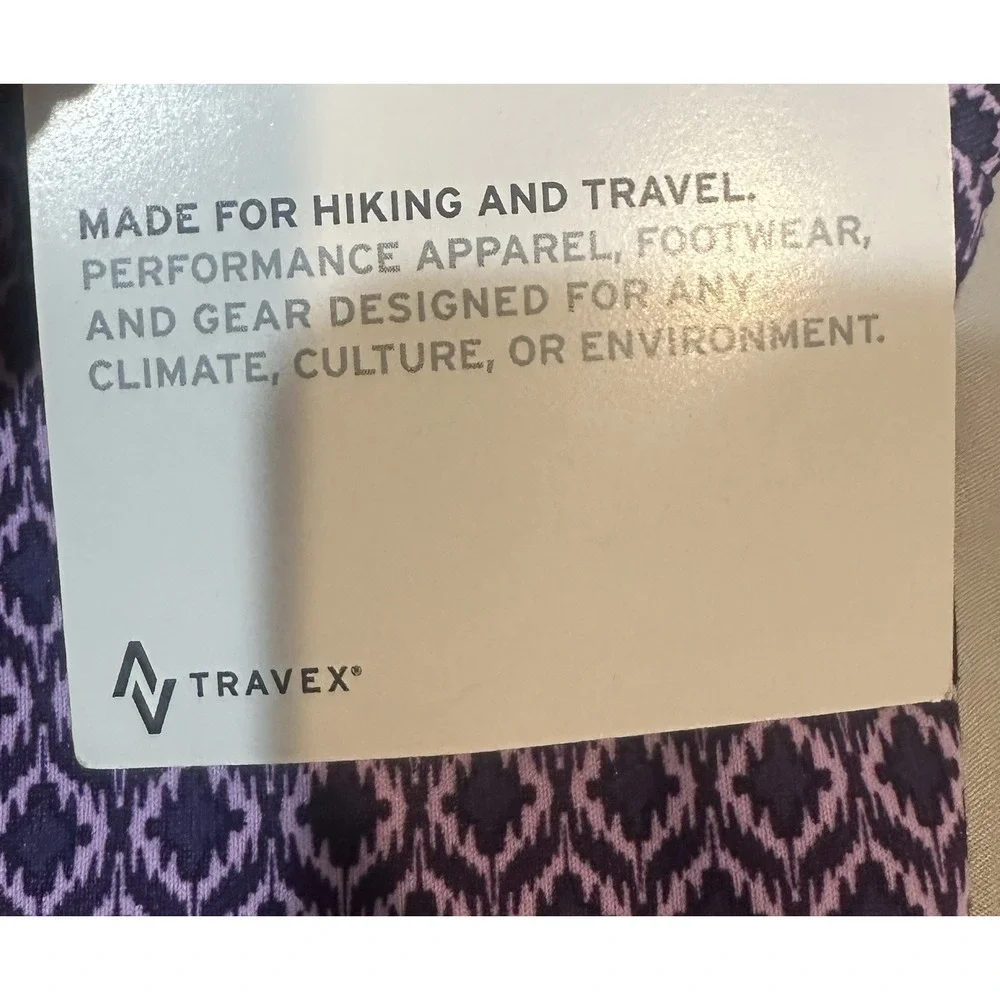 MADE FOR HIKING AND TRAVEL.
PERFORMANCE APPAREL, FOOTWEAR,
AND GEAR DESIGNED FOR ANY
CLIMATE, CULTURE, OR ENVIRONMENT.
TRAVEX®